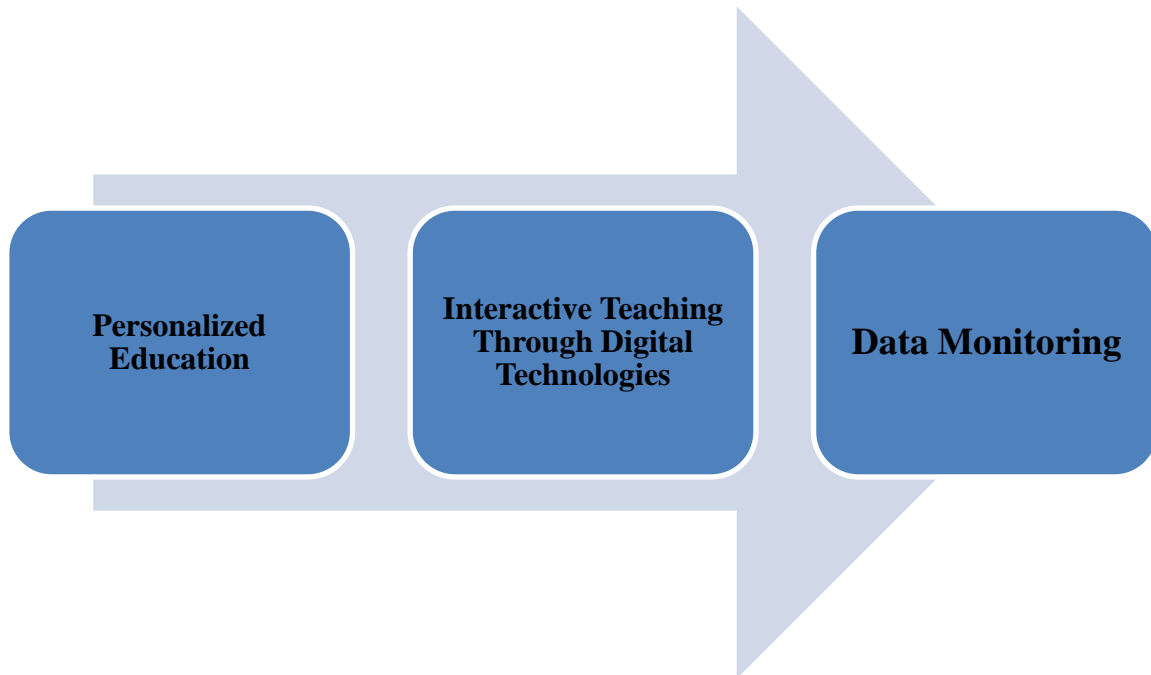 Personalized
Education
Interactive Teaching
Through Digital
Technologies
Data Monitoring